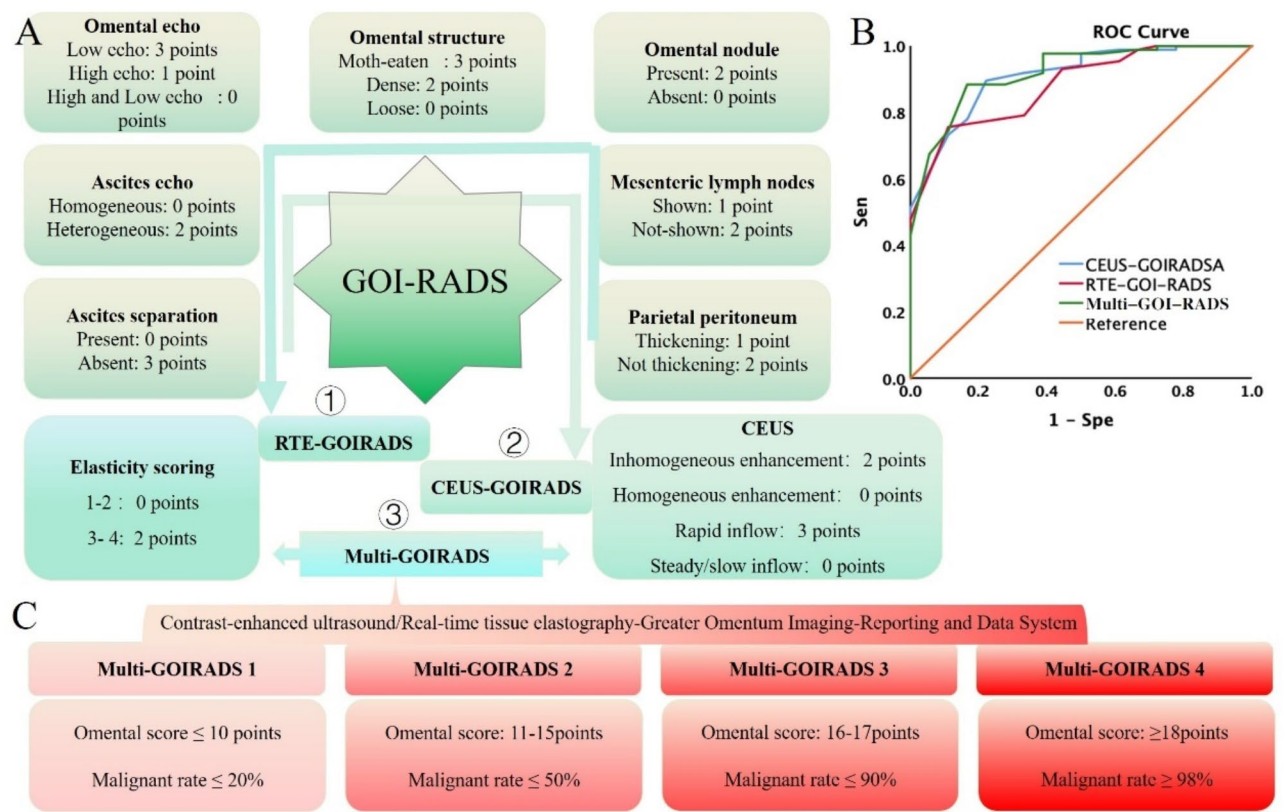 A
Omental echo
Low echo: 3 points
High echo: 1 point
High and Low echo : 0
points
Omental structure
Moth-eaten : 3 points
Dense: 2 points
Loose: 0 points
Omental nodule
Present: 2 points
Absent: 0 points
Ascites echo
Homogeneous: 0 points
Heterogeneous: 2 points
Mesenteric lymph nodes
Shown: 1 point
Not-shown: 2 points
GOI-RADS
Ascites separation
Present: 0 points
Absent: 3 points
Parietal peritoneum
Thickening: 1 point
Not thickening: 2 points
①
RTE-GOIRADS
②
CEUS-GOIRADS
③
Multi-GOIRADS
Elasticity scoring
1-2 : 0 points
3- 4: 2 points
CEUS
Inhomogeneous enhancement: 2 points
Homogeneous enhancement: 0 points
Rapid inflow: 3 points
Steady/slow inflow: 0 points
B
ROC Curve
1.0
0.8
0.6
0.4
0.2
0.0
Sen
CEUS-GOIRADSA
RTE-GOI-RADS
Multi-GOI-RADS
Reference
0.0 0.2 0.4 0.6 0.8 1.0
1 - Spe
C
Contrast-enhanced ultrasound/Real-time tissue elastography-Greater Omentum Imaging-Reporting and Data System
Multi-GOIRADS 1
Omental score ≤ 10 points
Malignant rate ≤ 20%
Multi-GOIRADS 2
Omental score: 11-15points
Malignant rate ≤ 50%
Multi-GOIRADS 3
Omental score: 16-17points
Malignant rate ≤ 90%
Multi-GOIRADS 4
Omental score: ≥18points
Malignant rate ≥ 98%